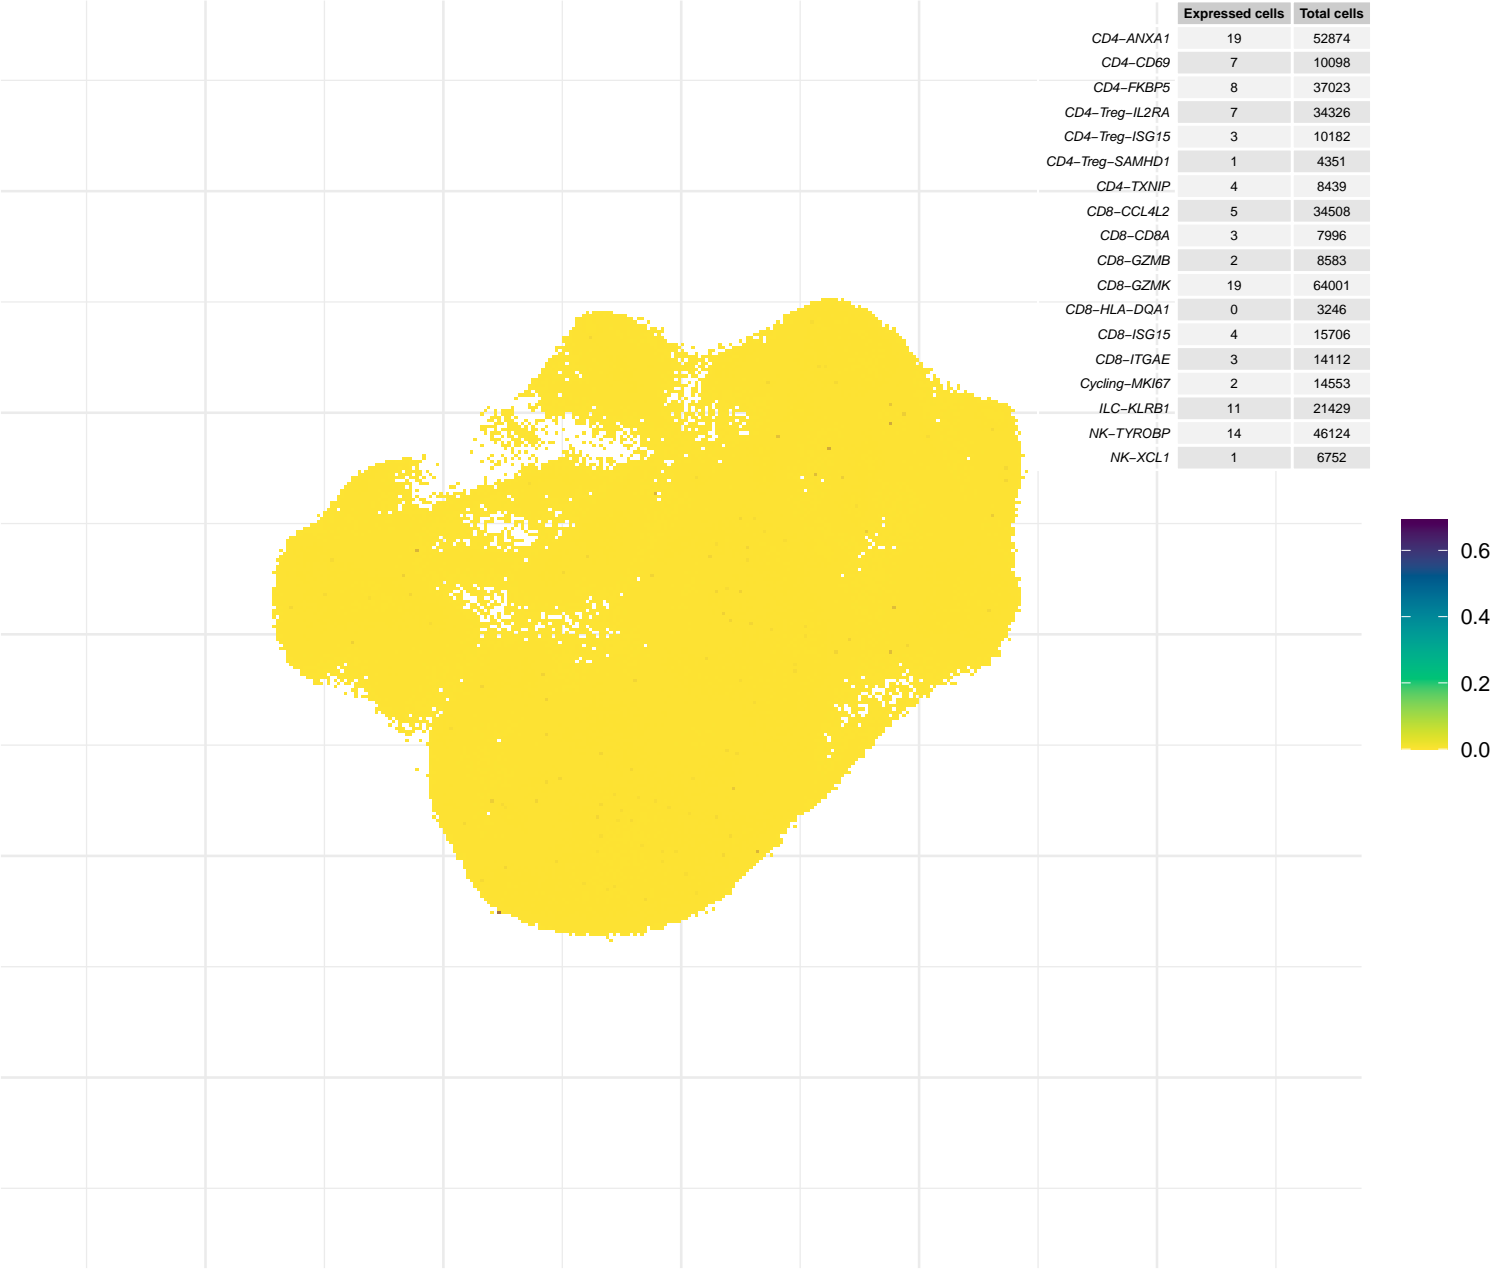 Expressed cells Total cells
CD4−ANXA1 19 52874
CD4−CD69 7 10098
CD4−FKBP5 8 37023
CD4−Treg−IL2RA 7 34326
CD4−Treg−ISG15 3 10182
CD4−Treg−SAMHD1 1 4351
CD4−TXNIP 4 8439
CD8−CCL4L2 5 34508
CD8−CD8A 3 7996
CD8−GZMB 2 8583
CD8−GZMK 19 64001
CD8−HLA−DQA1 0 3246
CD8−ISG15 4 15706
CD8−ITGAE 3 14112
Cycling−MKI67 2 14553
ILC−KLRB1 11 21429
NK−TYROBP 14 46124
NK−XCL1 1 6752
0.6
0.4
0.2
0.0